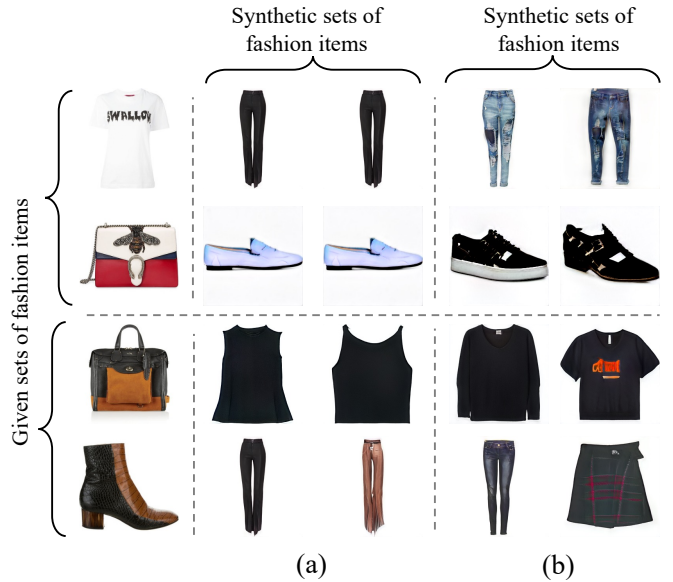 Synthetic sets of
fashion items
Synthetic sets of
fashion items
Given sets of fashion items
SWALLOW
(a)
(b)